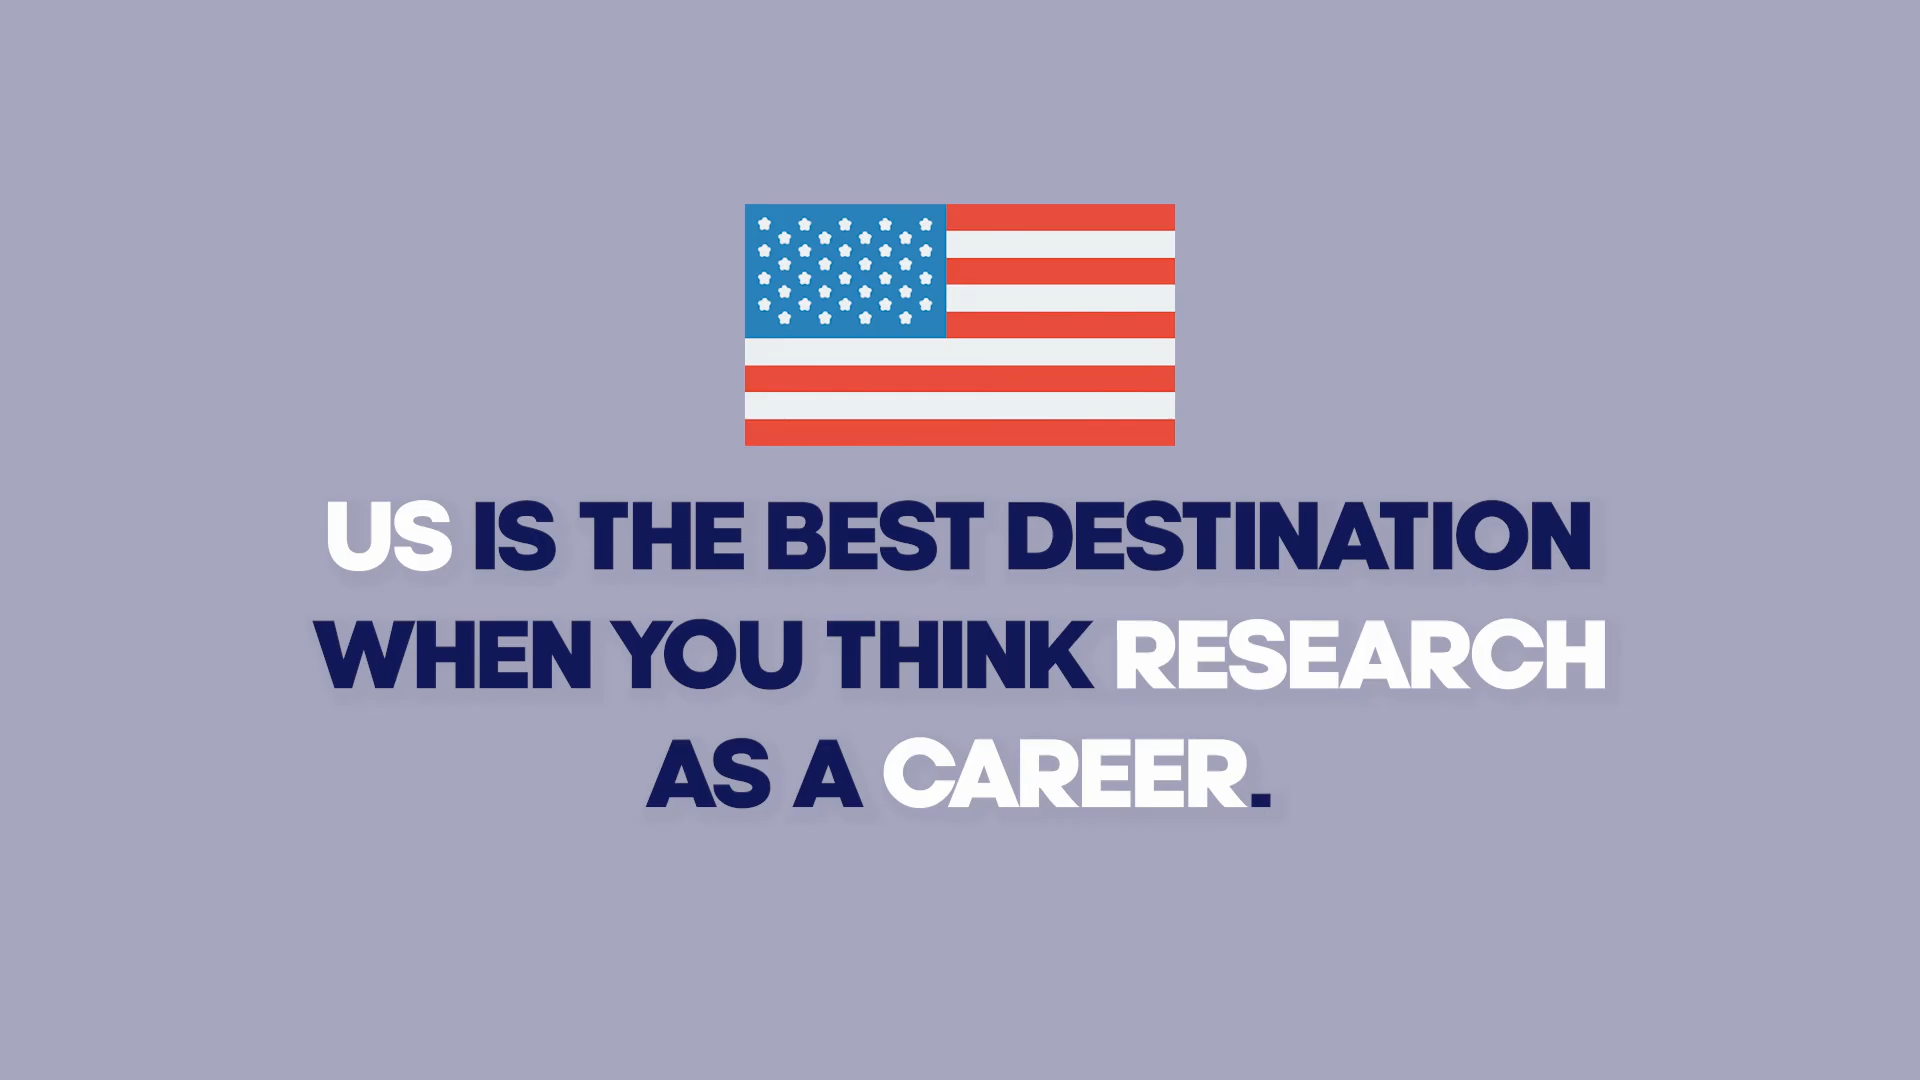 US IS THE BEST DESTINATION
WHEN YOU THINK RESEARCH
AS A CAREER.